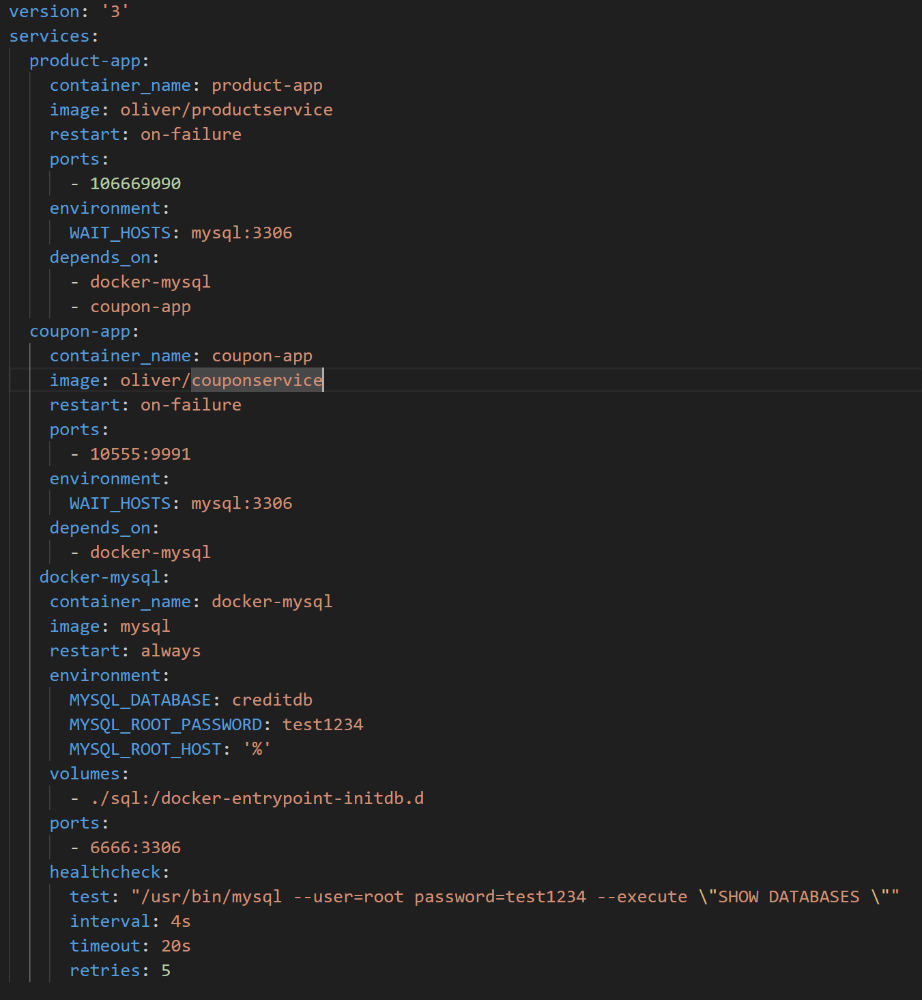 version: '3'
services:
  product-app:
    container_name: product-app
    image: oliver/productservice
    restart: on-failure
    ports:
      - 106669090
    environment:
      WAIT_HOSTS: mysql:3306
    depends_on:
      - docker-mysql
      - coupon-app
  coupon-app:
    container_name: coupon-app
    image: oliver/couponservice
    restart: on-failure
    ports:
      - 10555:9991
    environment:
      WAIT_HOSTS: mysql:3306
    depends_on:
      - docker-mysql
   docker-mysql:
    container_name: docker-mysql
    image: mysql
    restart: always
    environment:
      MYSQL_DATABASE: creditdb
      MYSQL_ROOT_PASSWORD: test1234
      MYSQL_ROOT_HOST: '%'
    volumes:
      - ./sql:/docker-entrypoint-initdb.d
    ports:
      - 6666:3306
    healthcheck:
      test: "/usr/bin/mysql --user=root password=test1234 --execute \"SHOW DATABASES \""
      interval: 4s
      timeout: 20s
      retries: 5